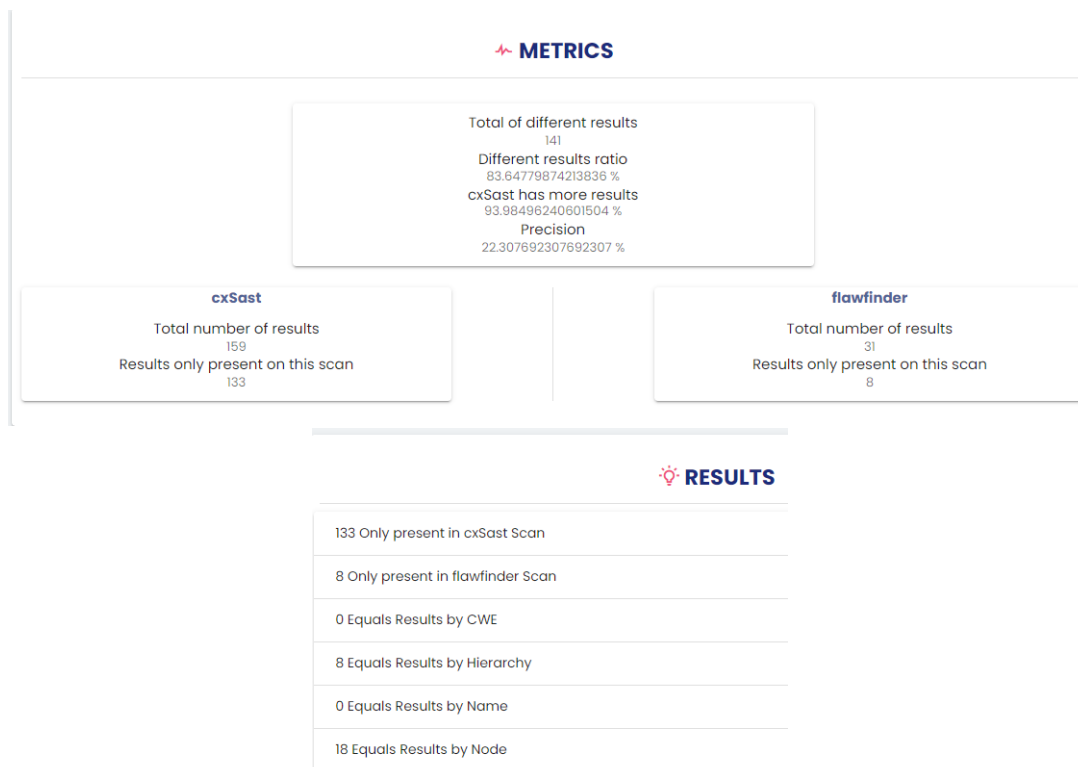 METRICS
Total of different results
141
Different results ratio
83.64779874213836 %
cxSast has more results
93.98496240601504 %
Precision
22.307692307692307 %
cxSast
Total number of results
159
Results only present on this scan
133
flawfinder
Total number of results
31
Results only present on this scan
8
RESULTS
133 Only present in cxSast Scan
8 Only present in flawfinder Scan
0 Equals Results by CWE
8 Equals Results by Hierarchy
0 Equals Results by Name
18 Equals Results by Node